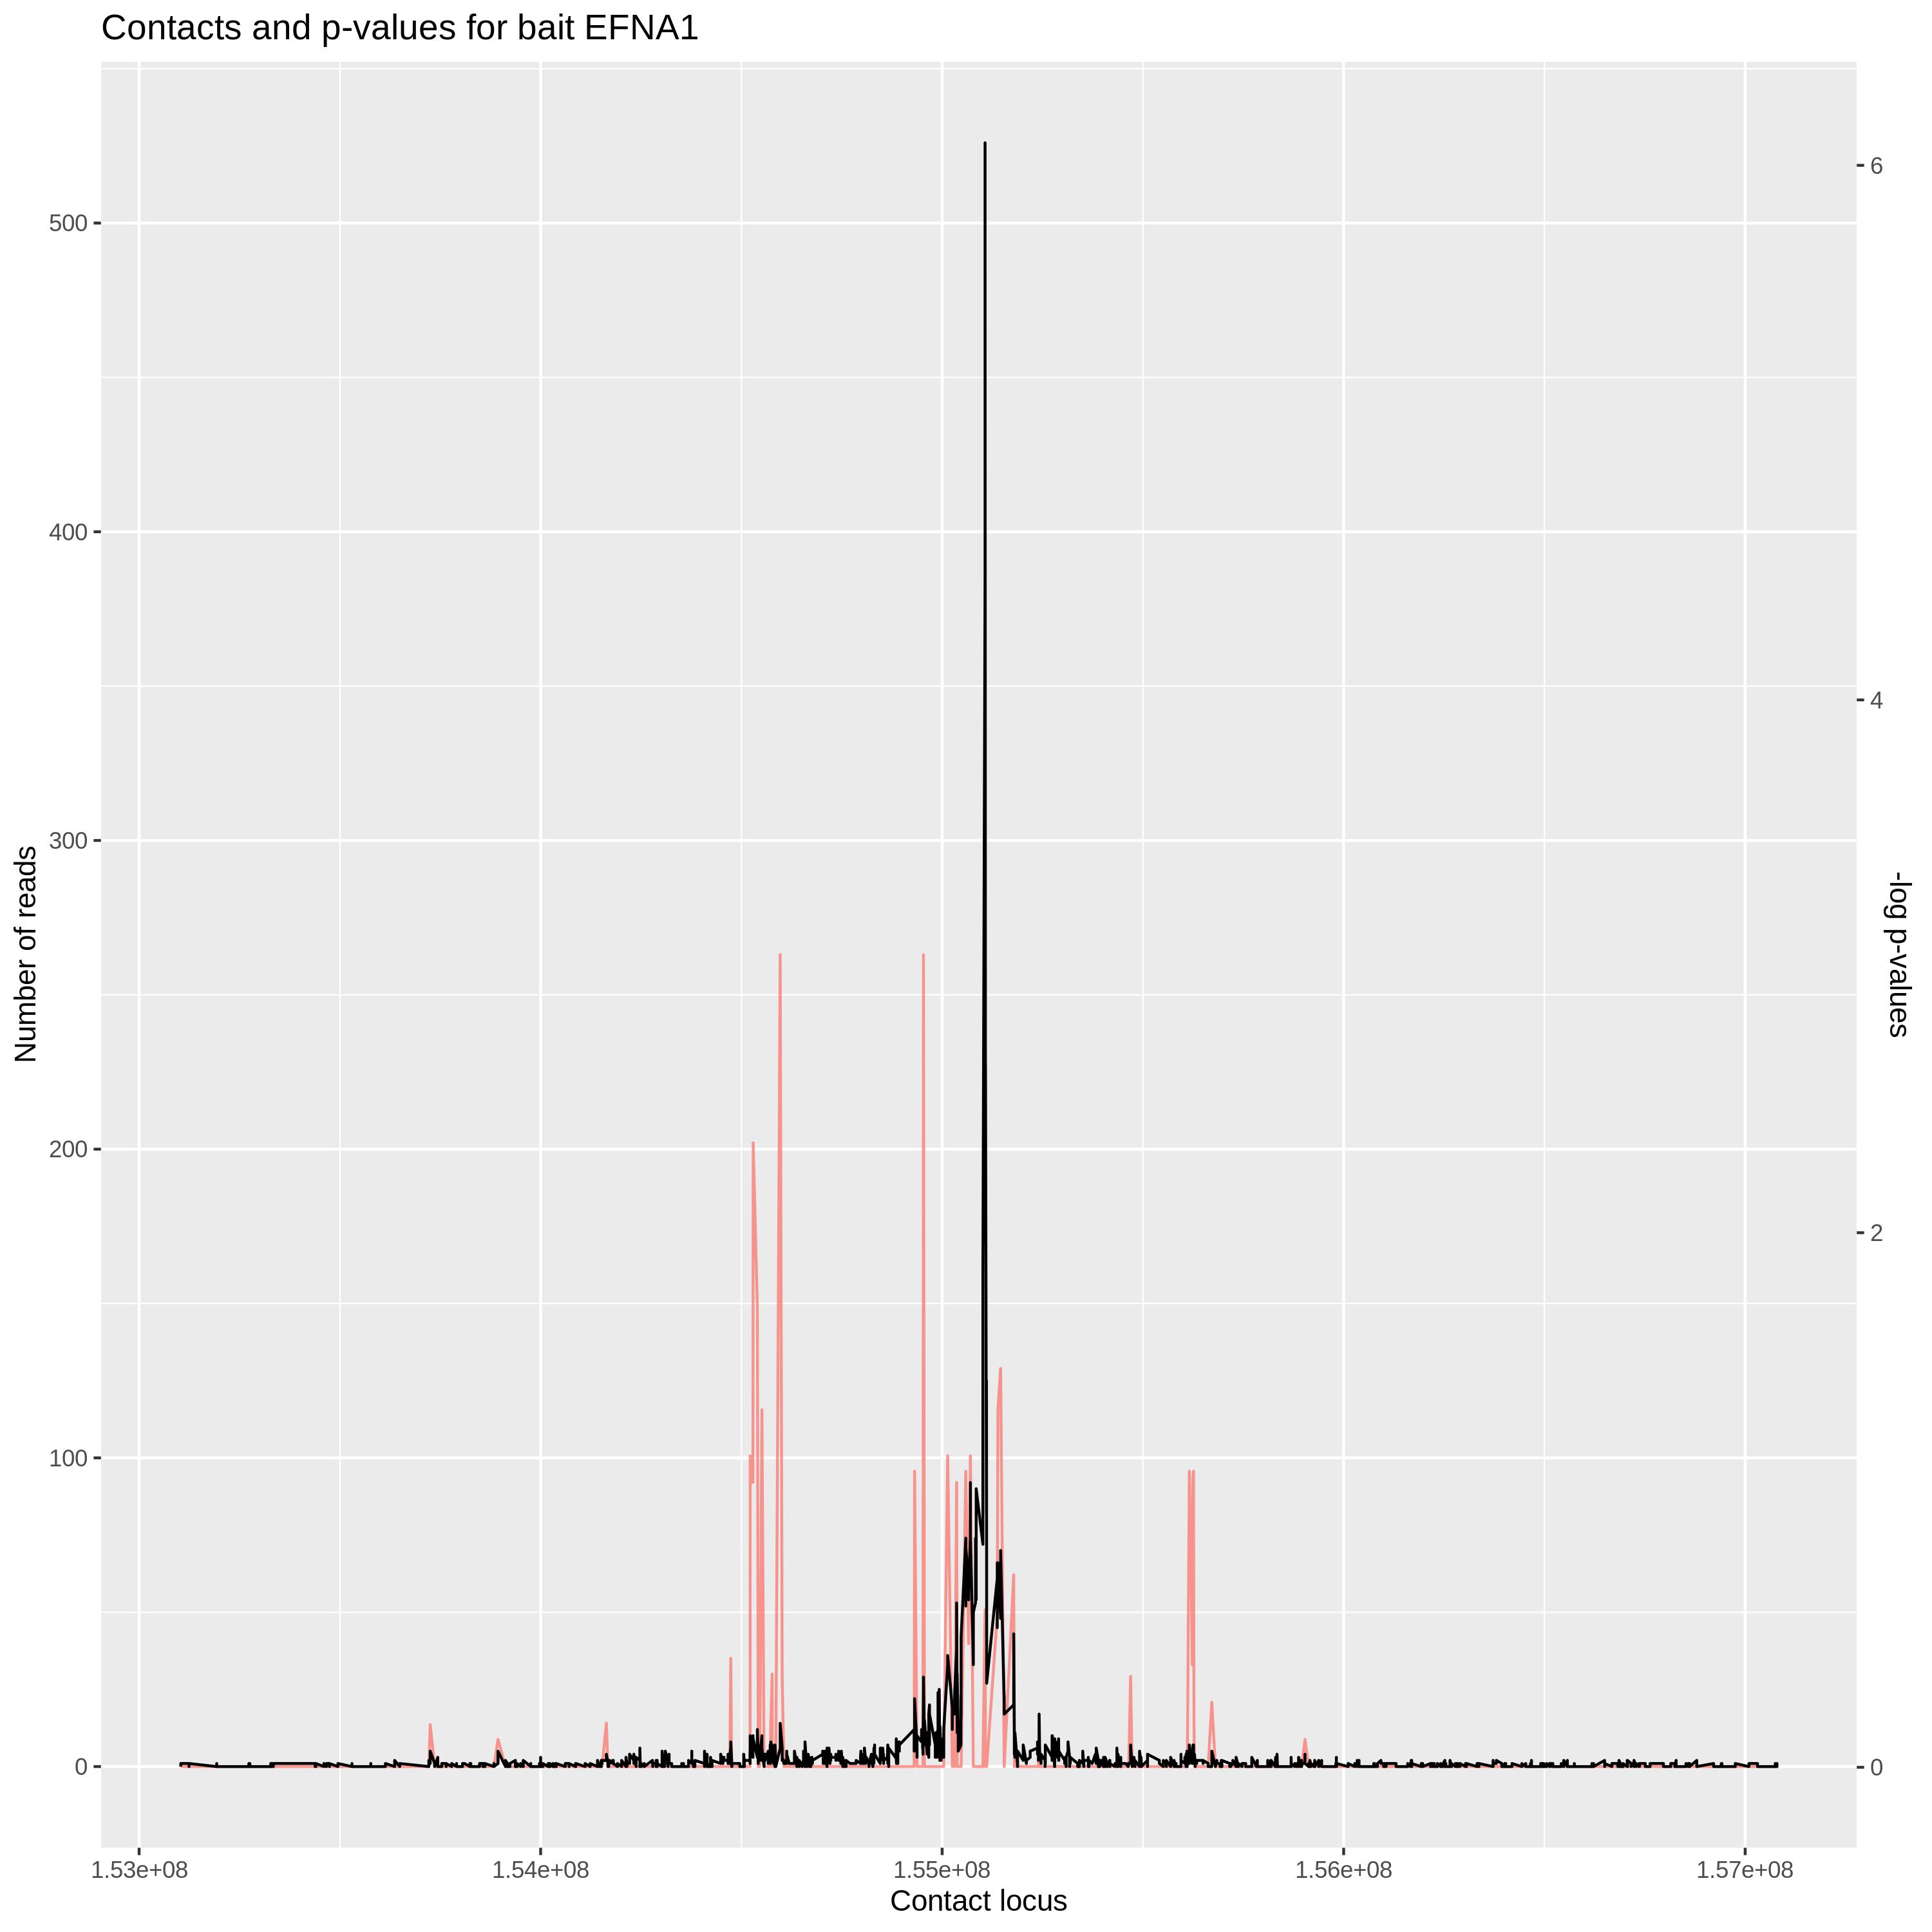 Contacts and p-values for bait EFNA1
Number of reads
500
400
300
200
100
0
6
4
2
0
-log p-values
1.53e+08
1.54e+08
1.55e+08
1.56e+08
1.57e+08
Contact locus